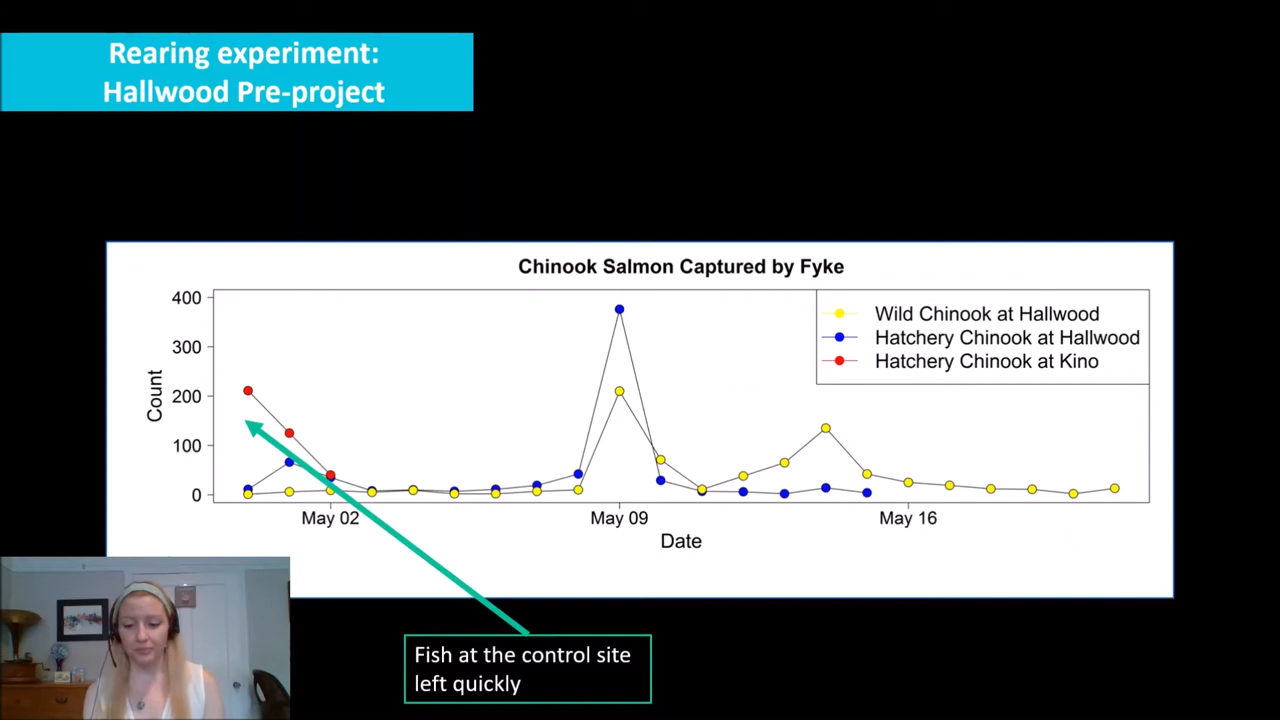 Rearing experiment:
Hallwood Pre-project
Chinook Salmon Captured by Fyke
Wild Chinook at Hallwood
Hatchery Chinook at Hallwood
Hatchery Chinook at Kino
Count
400
300
200
100
0
May 02
May 09
May 16
Date
Fish at the control site
left quickly